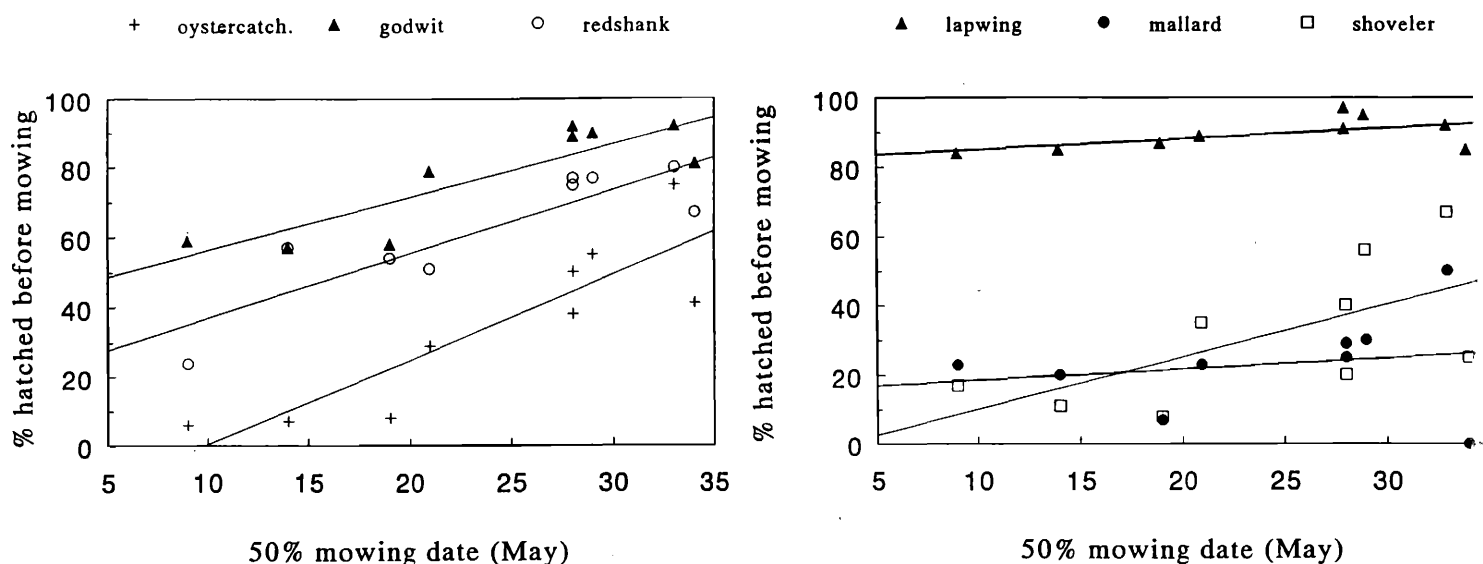 + oystercatch. ▲ godwit ○ redshank
% hatched before mowing
100
80
60
40
20
0
5 10 15 20 25 30 35
50% mowing date (May)
▲ lapwing ● mallard □ shoveler
% hatched before mowing
100
80
60
40
20
0
5 10 15 20 25 30
50% mowing date (May)